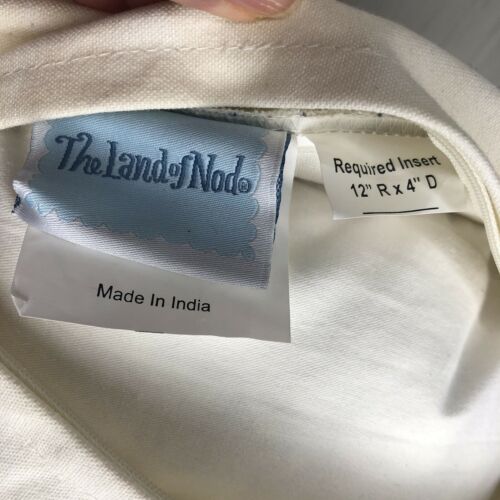 The Land of Nod®
Made In India
Required Insert
12" R x 4" D